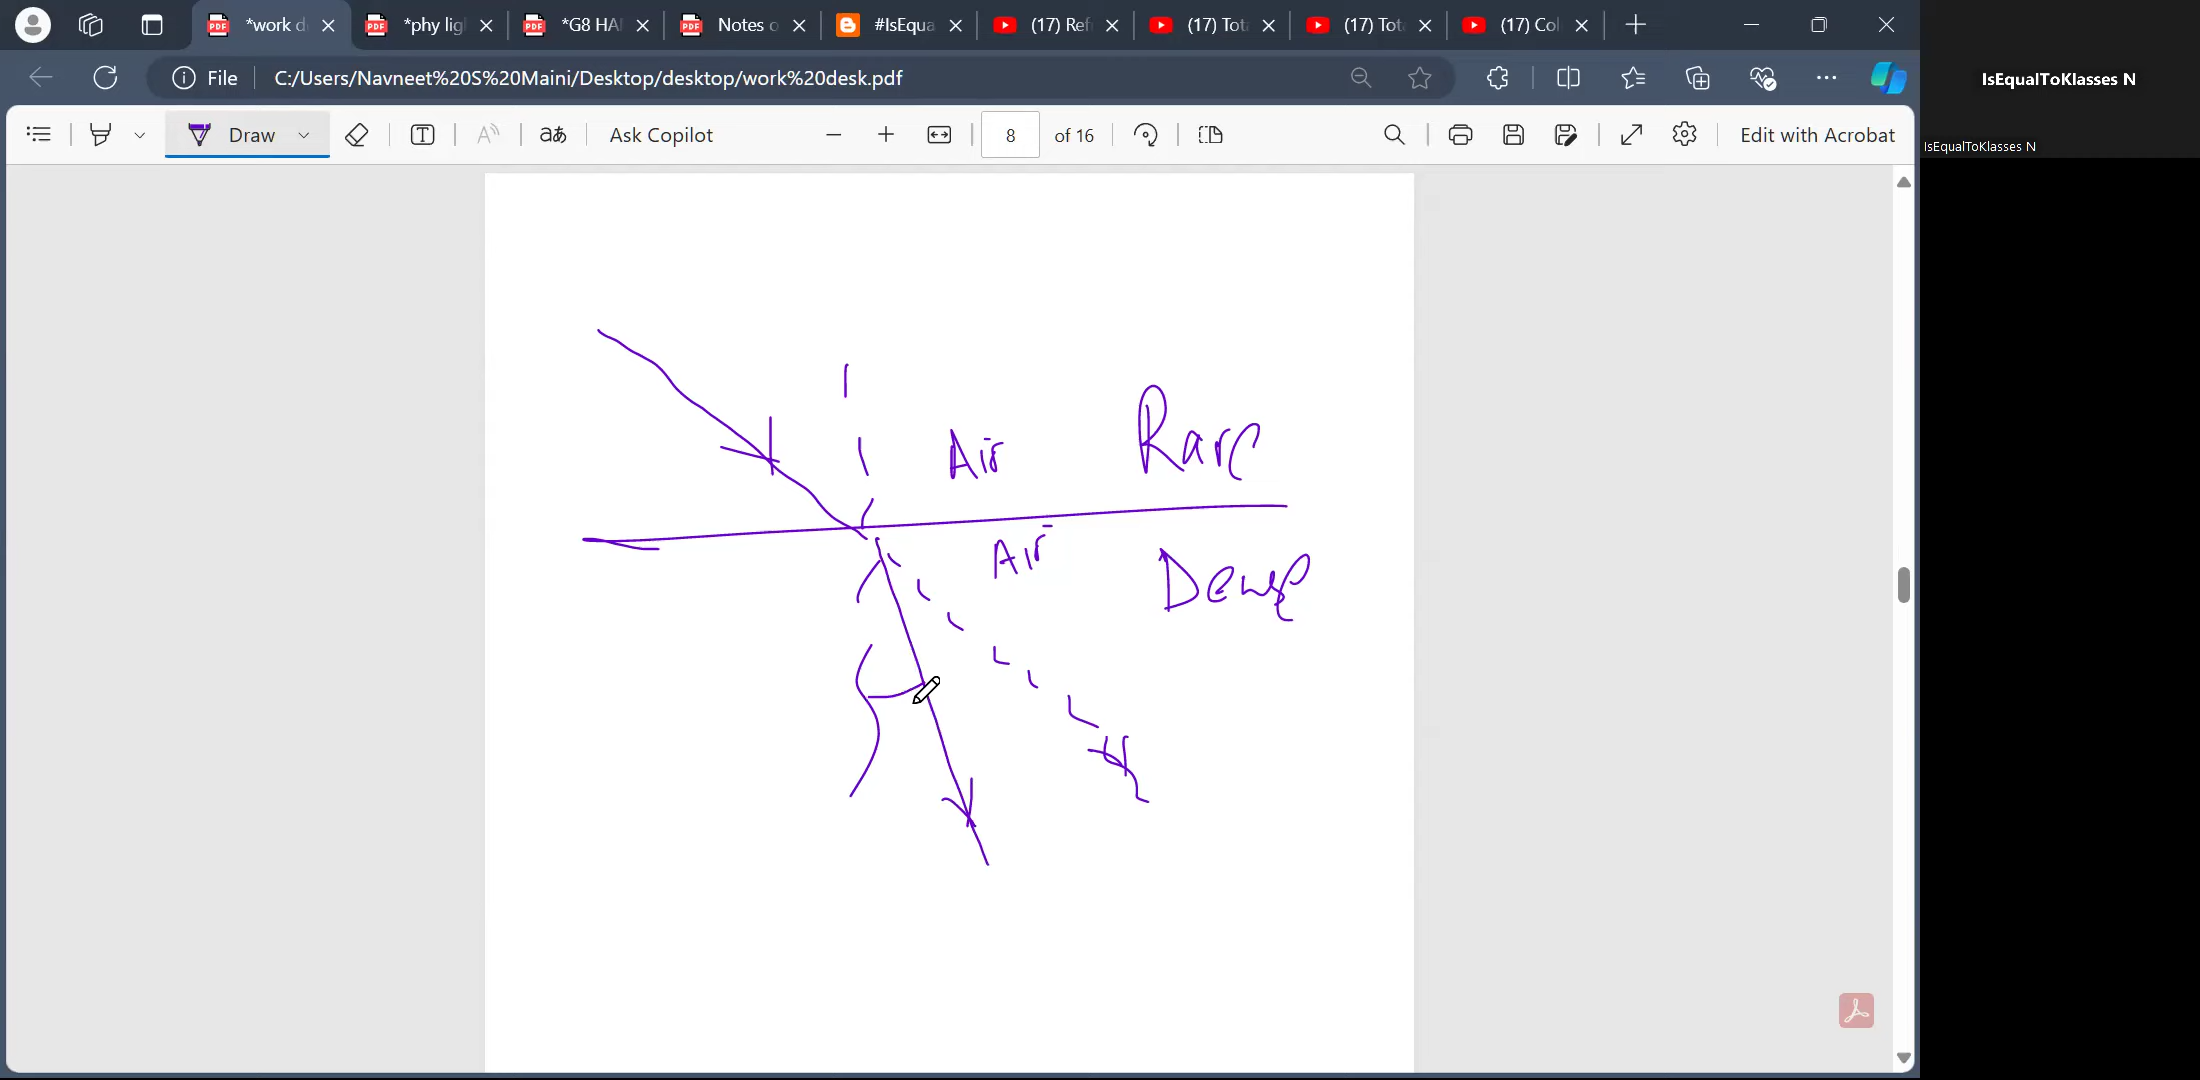 *work d
*phy lig
*G8 HA
Notes o
#IsEqua
(17) Ref
(17) Tot
(17) Tot
(17) Col
File
C:/Users/Navneet%20S%20Maini/Desktop/desktop/work%20desk.pdf
IsEqualToKlasses N
Draw
Ask Copilot
8
of 16
Edit with Acrobat
IsEqualToKlasses N
Air
Rare
Air
Dense